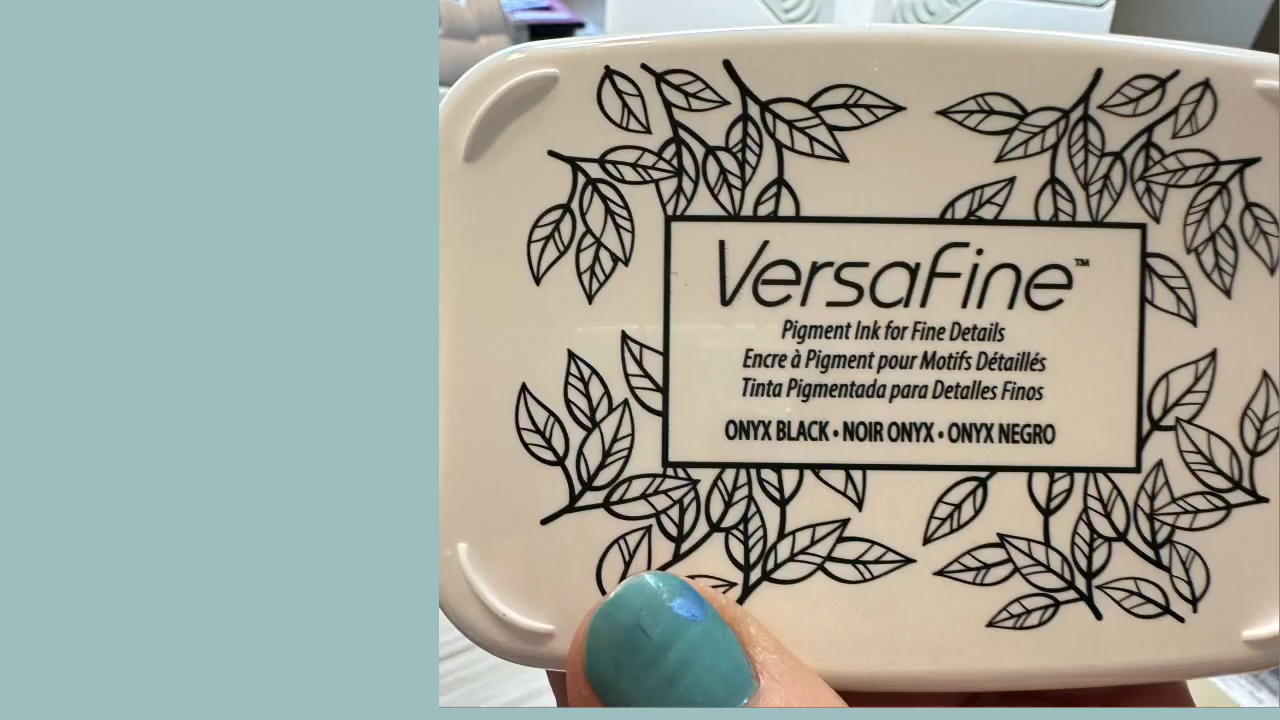 VersaFine™
Pigment Ink for Fine Details
Encre à Pigment pour Motifs Détaillés
Tinta Pigmentada para Detalles Finos
ONYX BLACK • NOIR ONYX • ONYX NEGRO